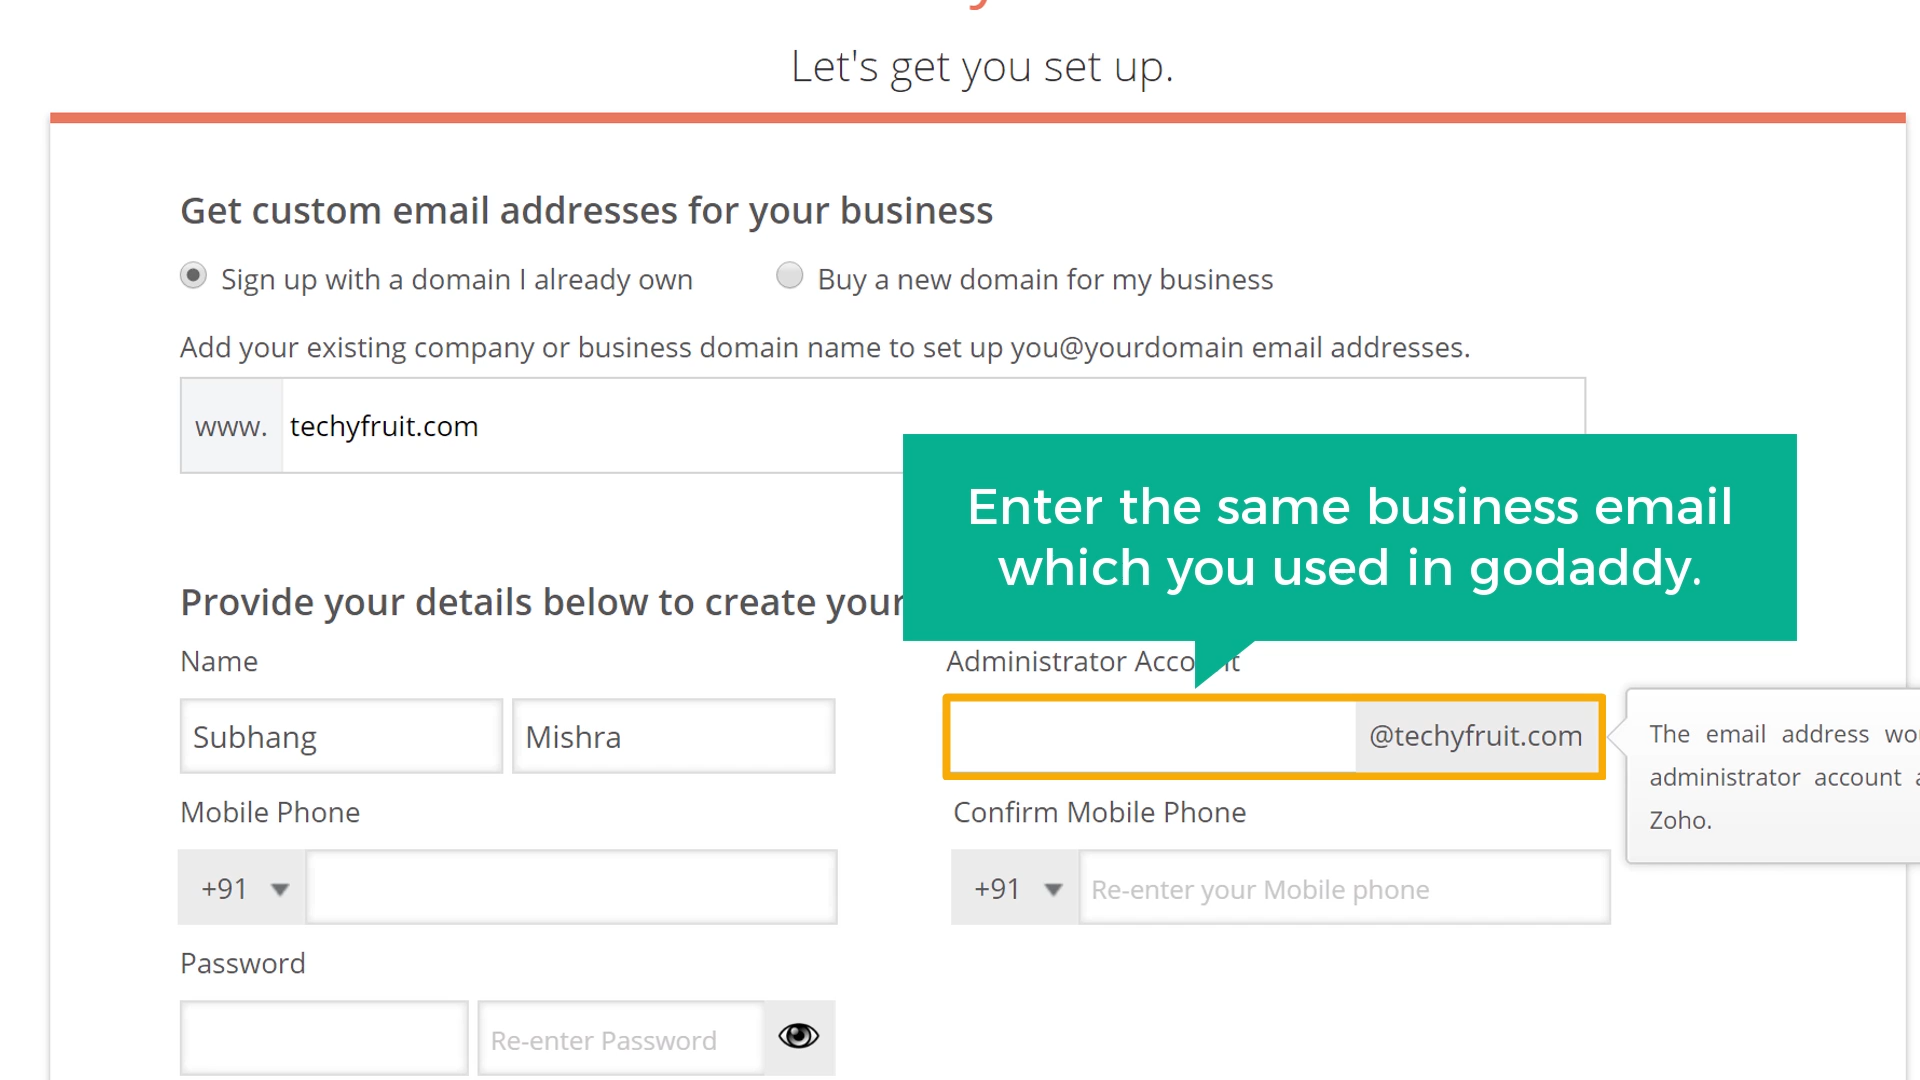 Let's get you set up.
Get custom email addresses for your business
Sign up with a domain I already own
Buy a new domain for my business
Add your existing company or business domain name to set up you@yourdomain email addresses.
www. techyfruit.com
Enter the same business email
which you used in godaddy.
Provide your details below to create your
Name
Administrator
Subhang
Mishra
@techyfruit.com
The email address
administrator account
Zoho.
Mobile Phone
Confirm Mobile Phone
+91
+91
Re-enter your Mobile phone
Password
Re-enter Password